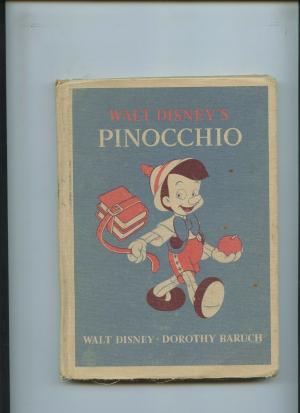 WALT DISNEY'S
PINOCCHIO
WALT DISNEY · DOROTHY BARUCH